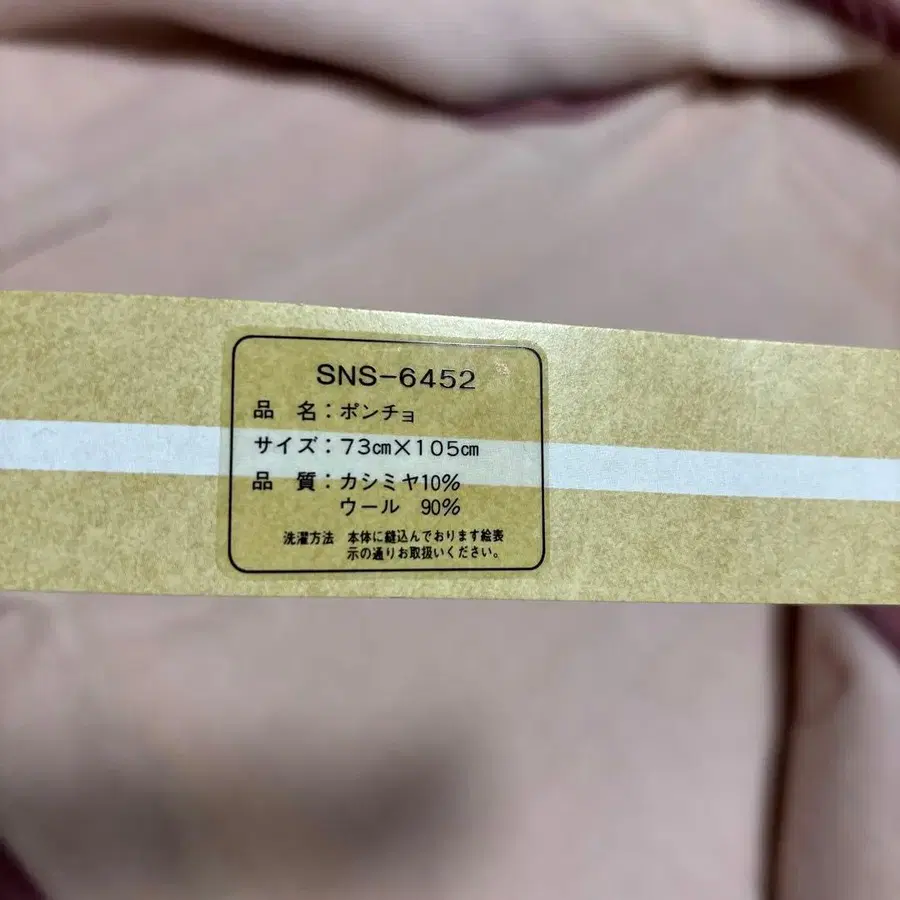 SNS-6452
品　名：ポンチョ
サイズ：73㎝×105㎝
品　質：カシミヤ10%
ウール　90%
洗濯方法　本体に縫込んでおります絵表
示の通りお取扱いください。